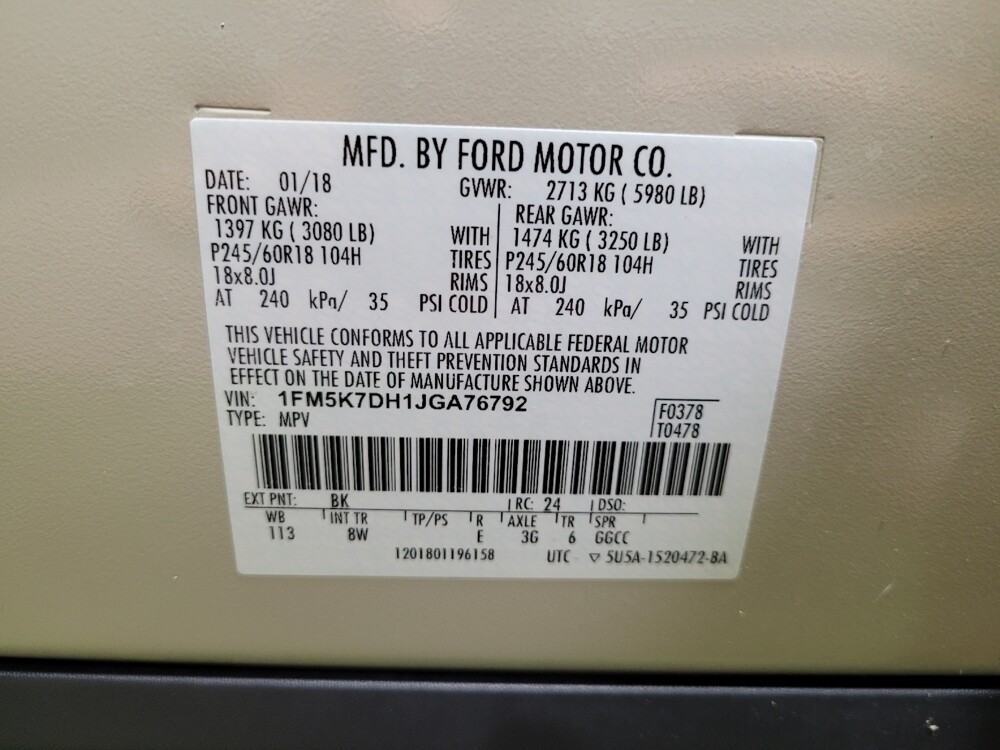 MFD. BY FORD MOTOR CO.
DATE: 01/18 GVWR: 2713 KG ( 5980 LB)
FRONT GAWR: REAR GAWR:
1397 KG ( 3080 LB) WITH 1474 KG ( 3250 LB) WITH
P245/60R18 104H TIRES P245/60R18 104H TIRES
18x8.0J RIMS 18x8.0J RIMS
AT 240 kPa/ 35 PSI COLD AT 240 kPa/ 35 PSI COLD
THIS VEHICLE CONFORMS TO ALL APPLICABLE FEDERAL MOTOR
VEHICLE SAFETY AND THEFT PREVENTION STANDARDS IN
EFFECT ON THE DATE OF MANUFACTURE SHOWN ABOVE.
VIN: 1FM5K7DH1JGA76792 F0378
TYPE: MPV T0478
EXT PNT: BK RC: 24 DSO:
WB INT TR TP/PS R AXLE TR SPR
113 8W E 3G 6 GGCC
1201801196158 UTC ▽ 5U5A-1520472-BA